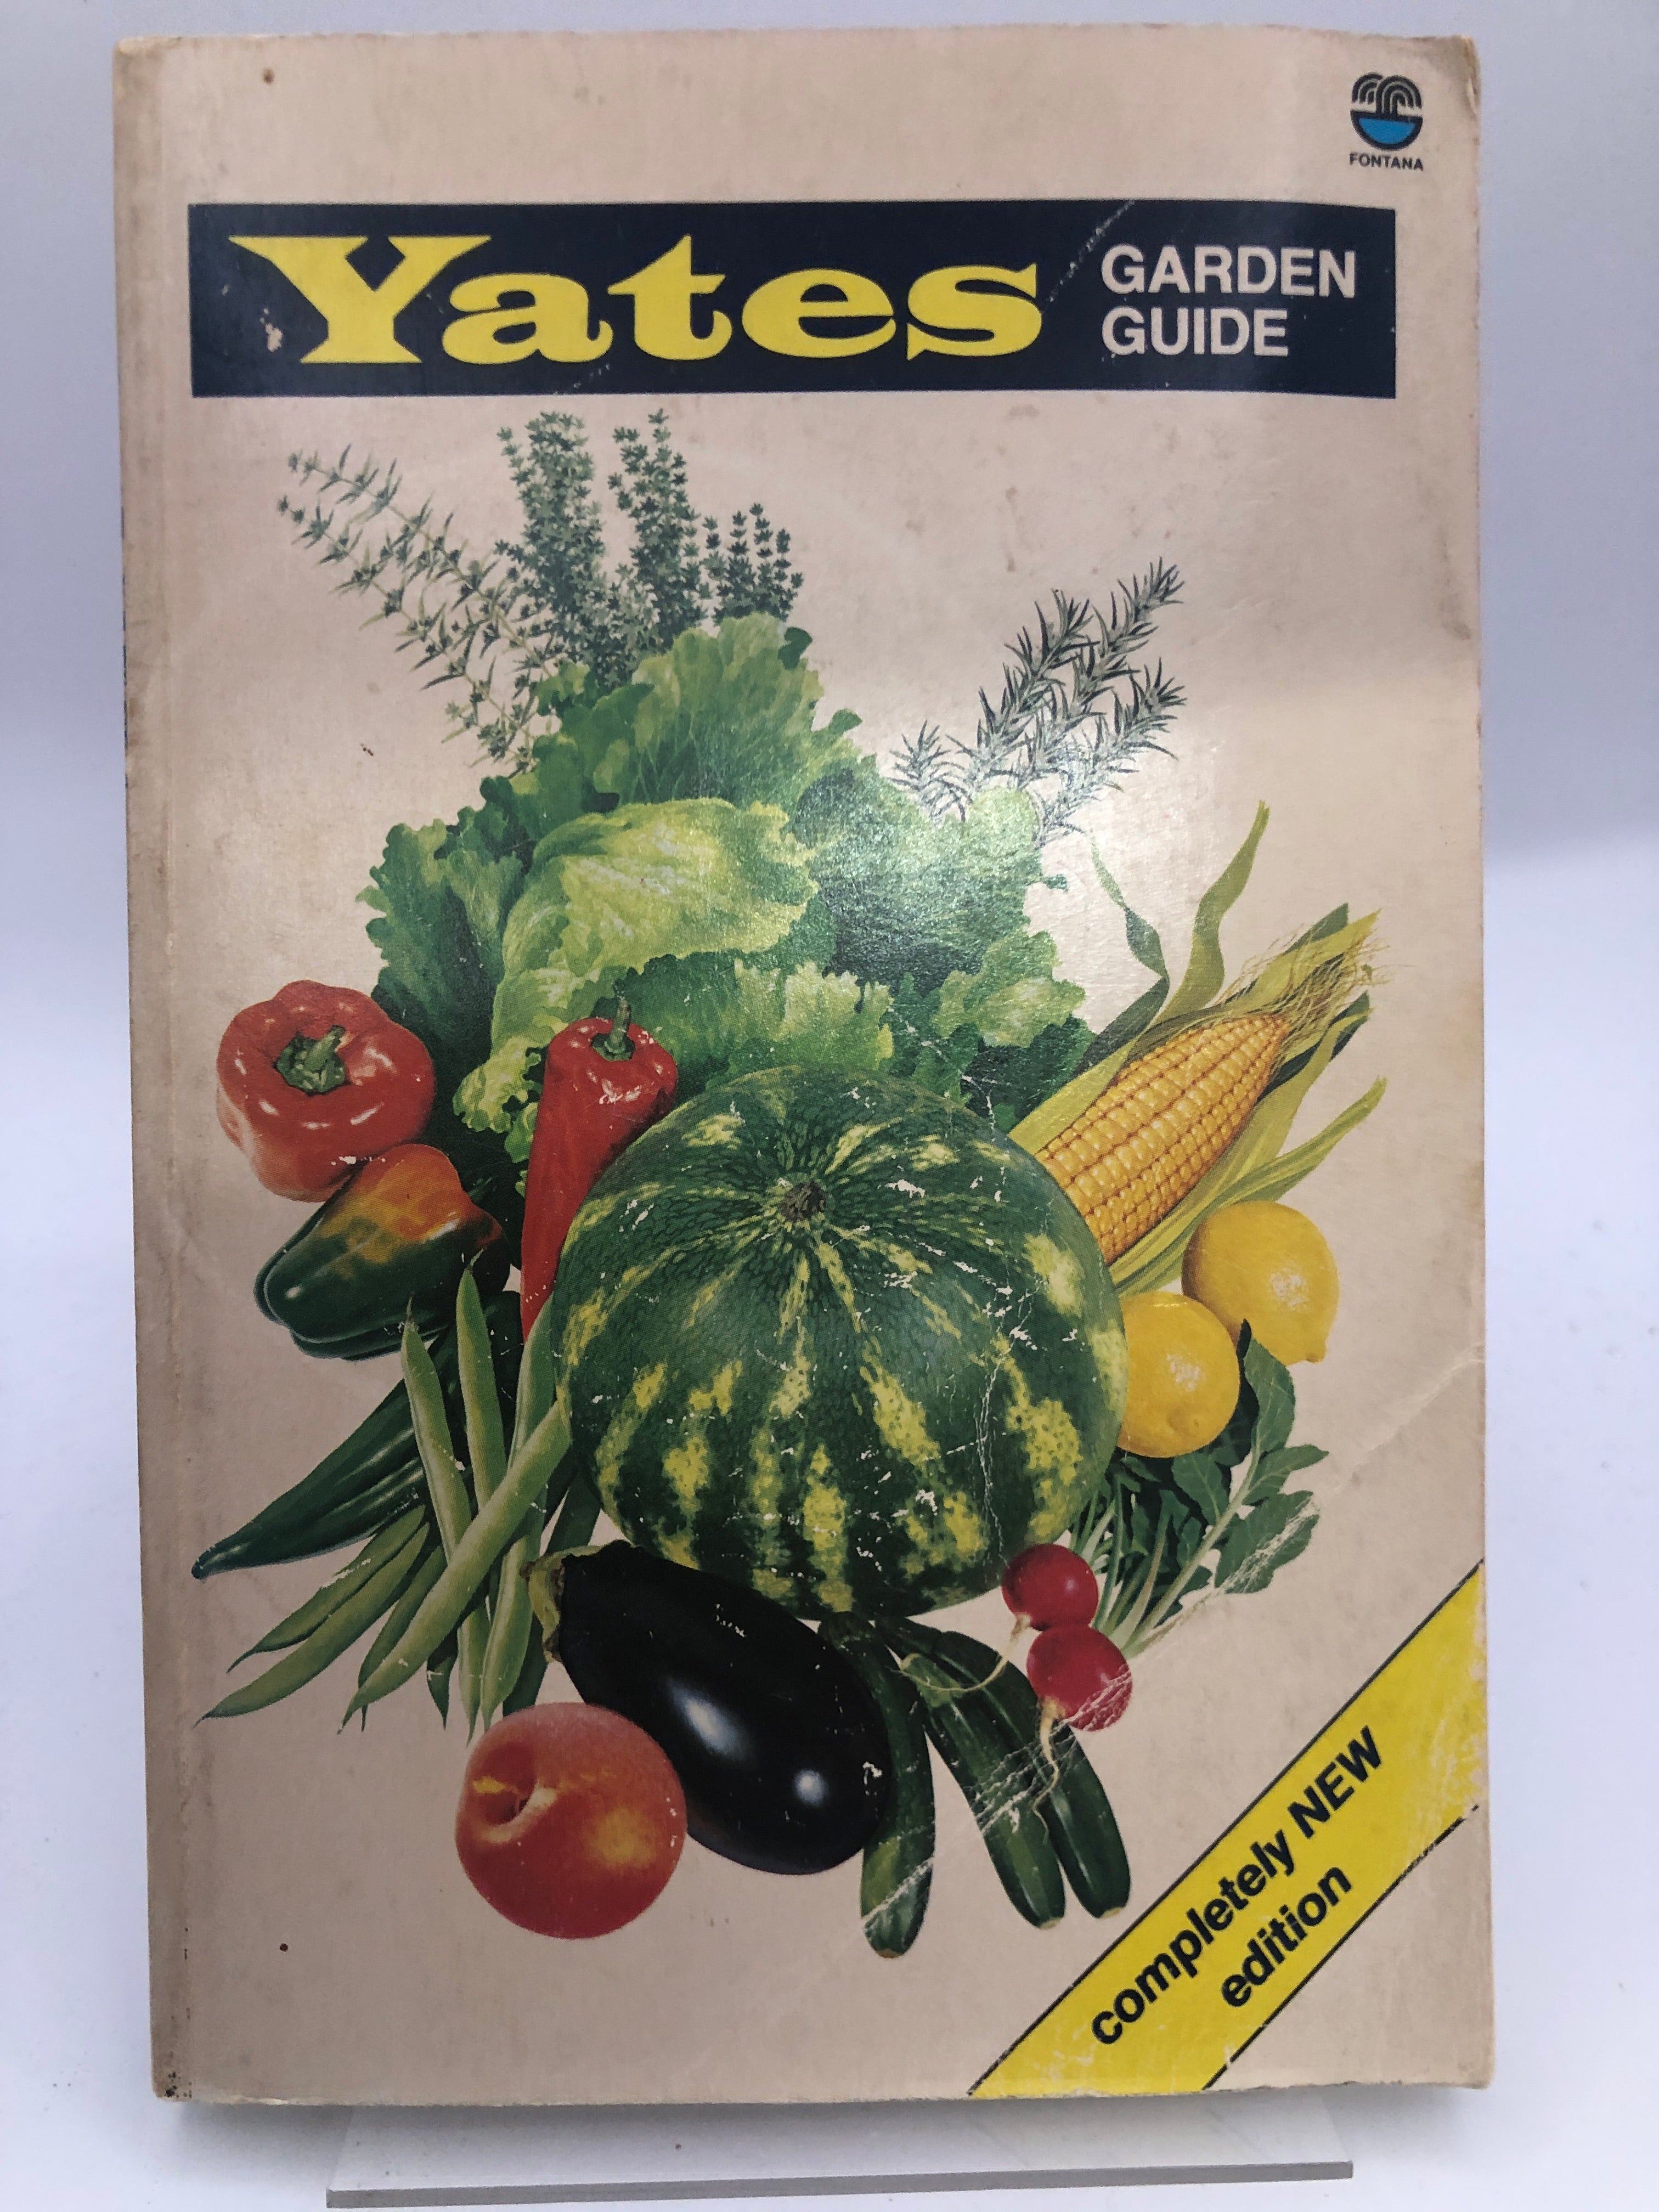 FONTANA
Yates GARDEN
GUIDE
completely NEW
edition